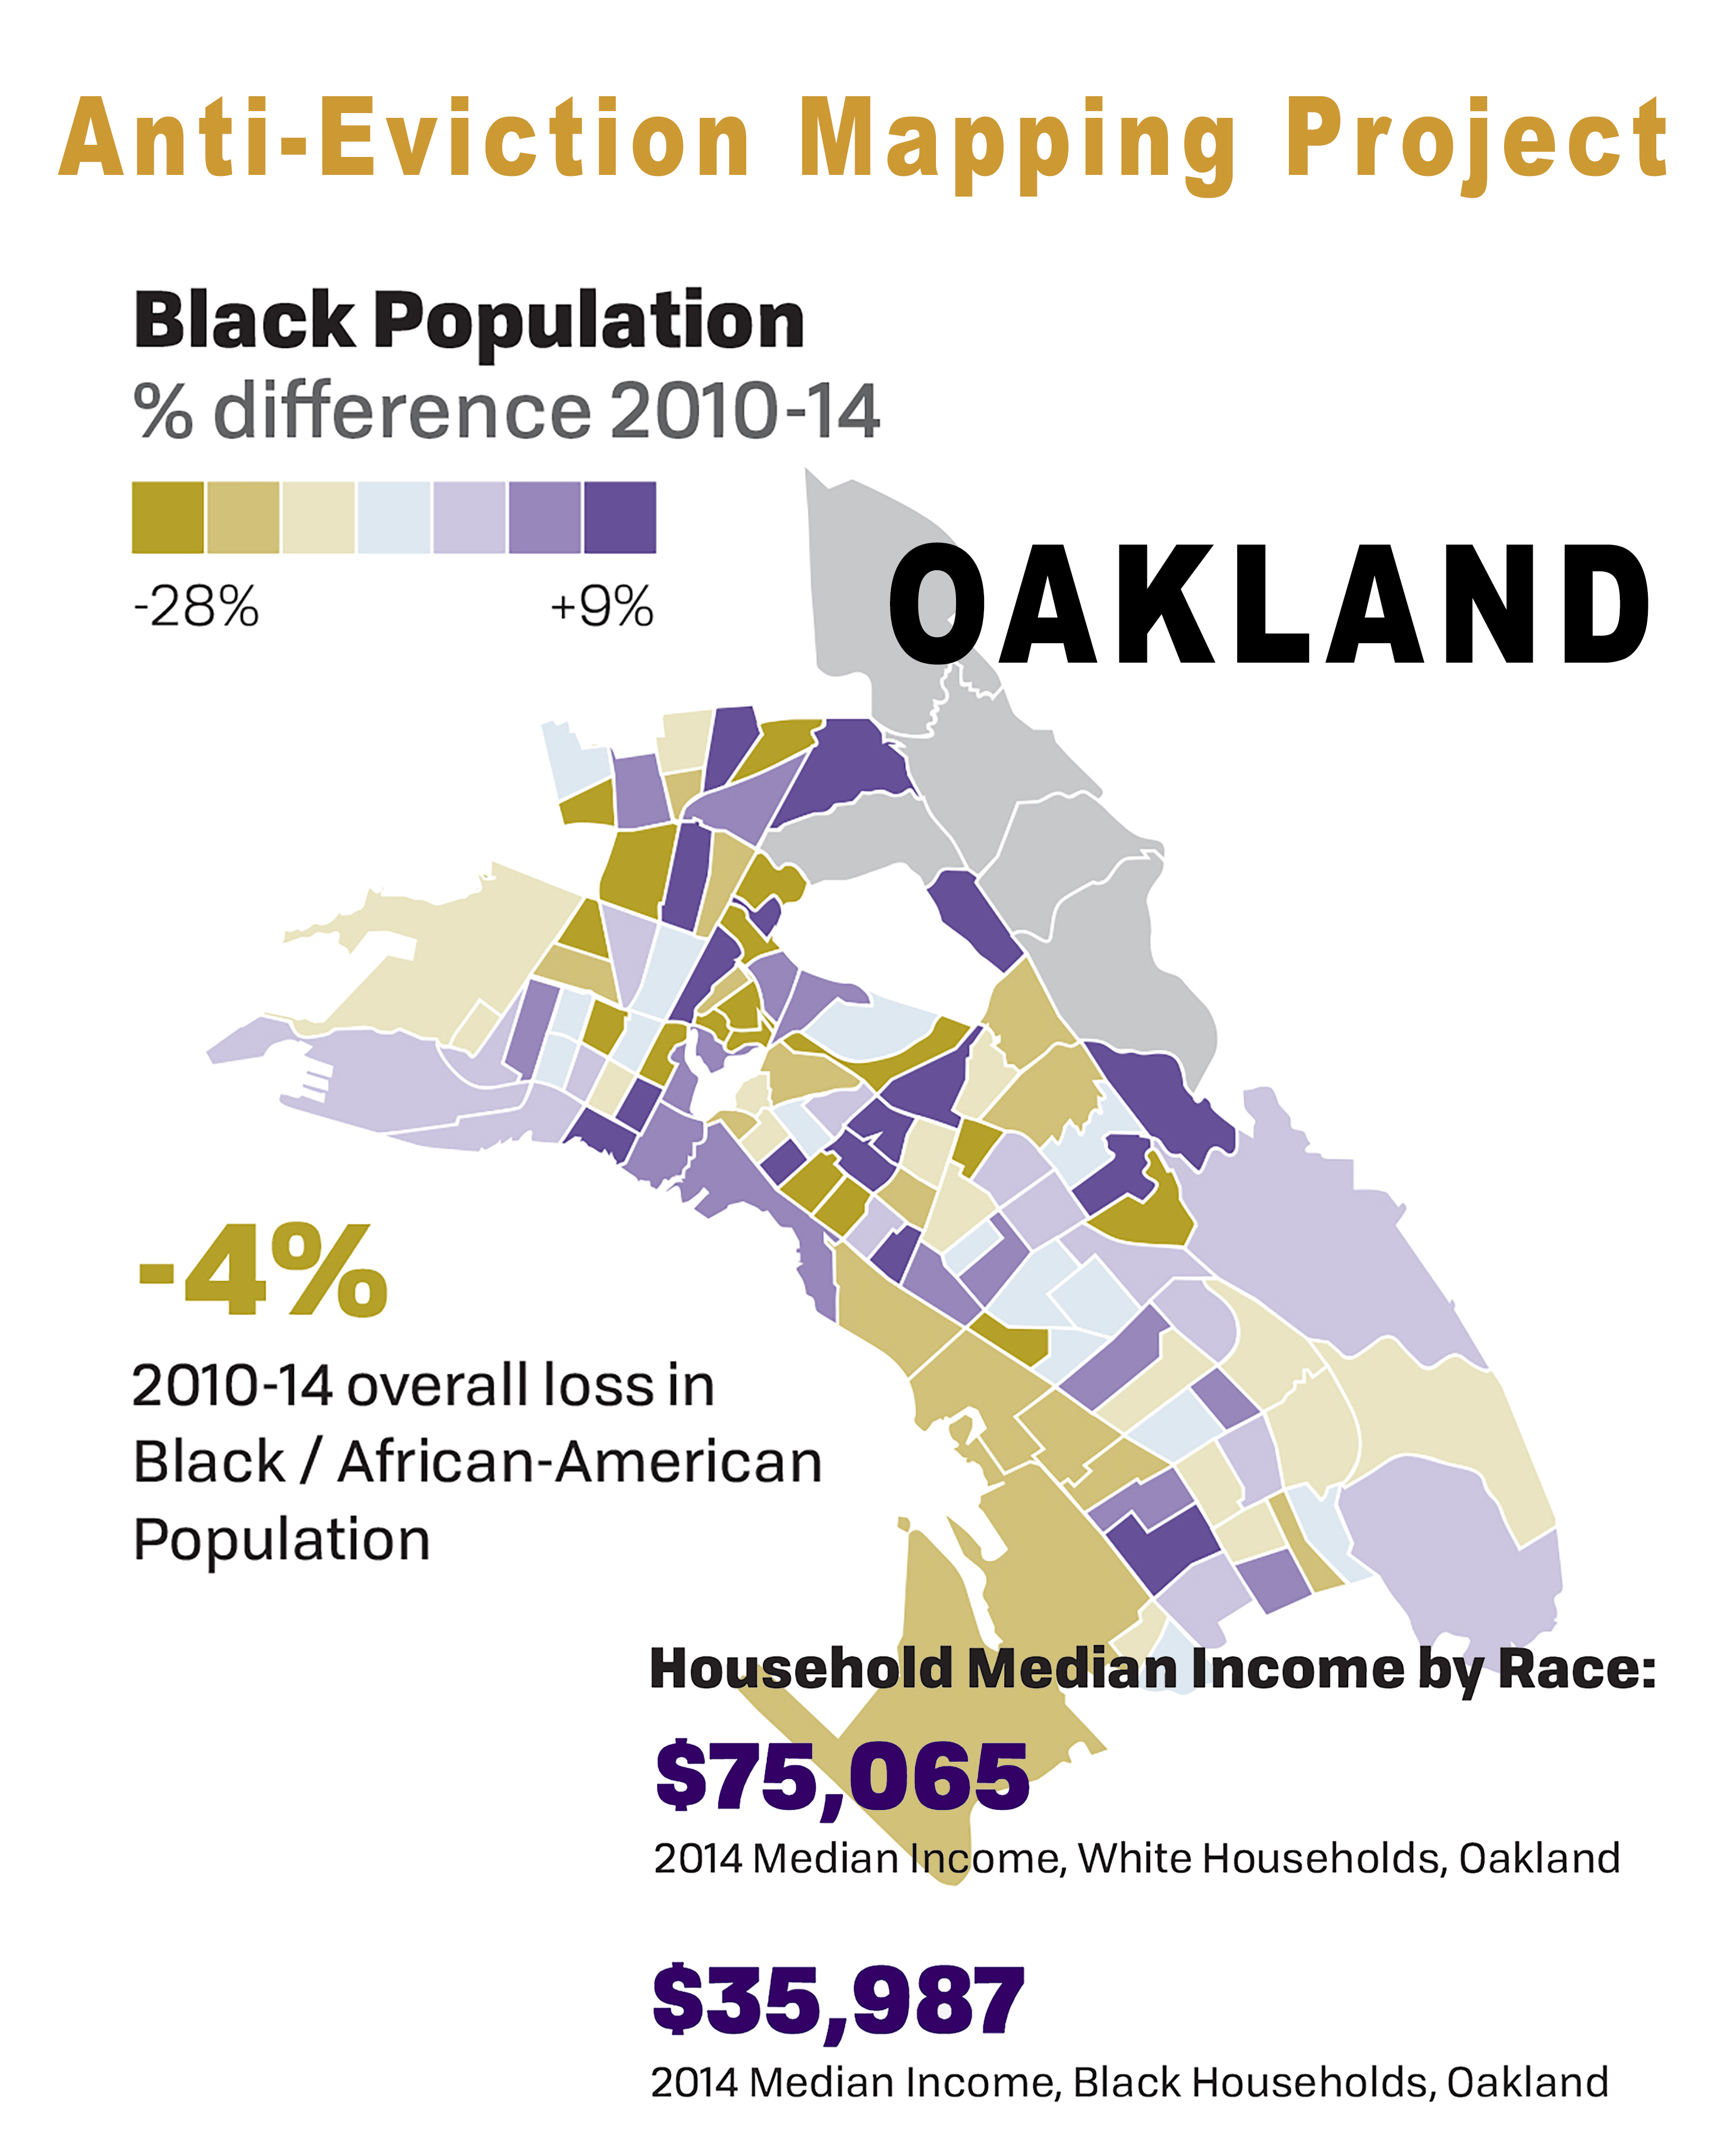 Anti-Eviction Mapping Project
Black Population
% difference 2010-14
-28% +9%
OAKLAND
-4%
2010-14 overall loss in
Black / African-American
Population
Household Median Income by Race:
$75,065
2014 Median Income, White Households, Oakland
$35,987
2014 Median Income, Black Households, Oakland